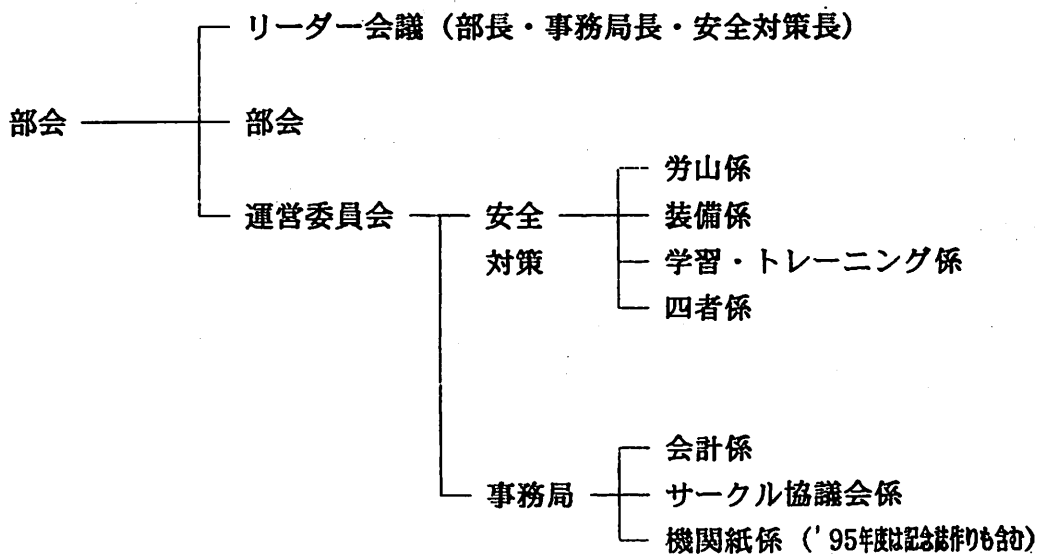 リーダー会議（部長・事務局長・安全対策長）
部会 部会
労山係
運営委員会 安全 装備係
対策 学習・トレーニング係
四者係
会計係
事務局 サークル協議会係
機関紙係（'95年度は記念誌作りも含む）